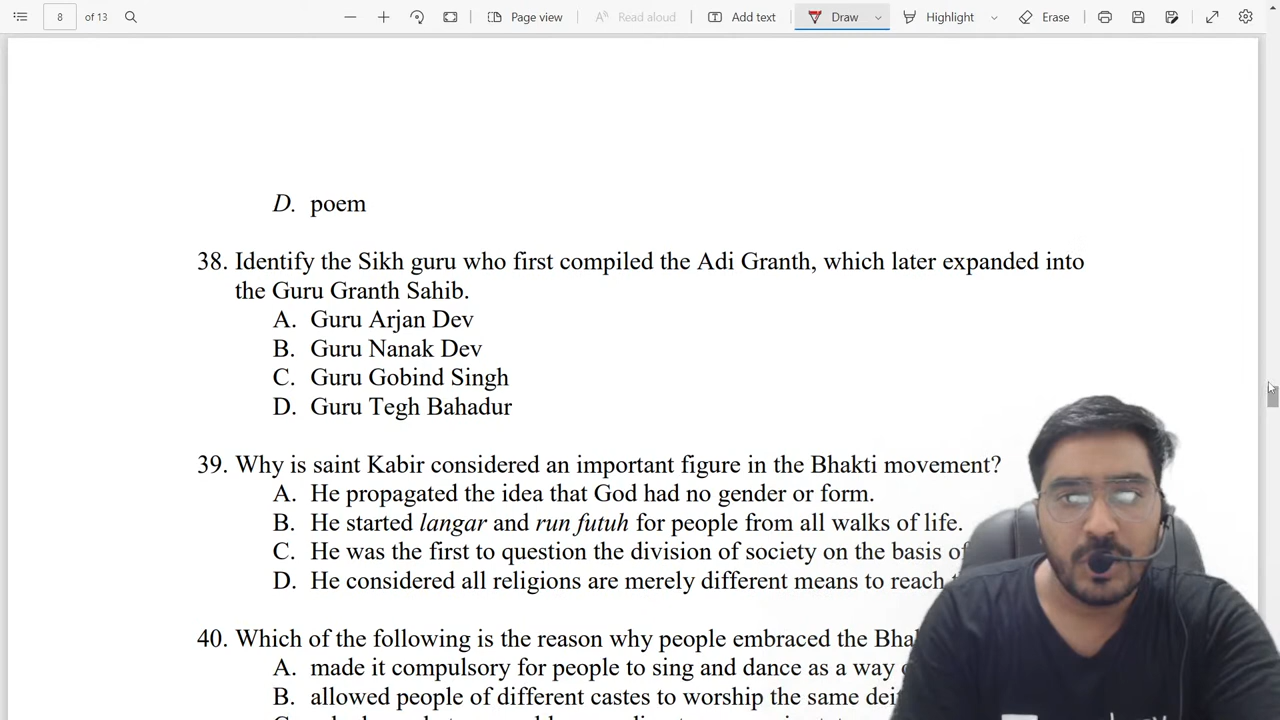 8 of 13 Page view Read aloud Add text Draw Highlight Erase
D. poem
38. Identify the Sikh guru who first compiled the Adi Granth, which later expanded into
the Guru Granth Sahib.
A. Guru Arjan Dev
B. Guru Nanak Dev
C. Guru Gobind Singh
D. Guru Tegh Bahadur
39. Why is saint Kabir considered an important figure in the Bhakti movement?
A. He propagated the idea that God had no gender or form.
B. He started langar and run futuh for people from all walks of life.
C. He was the first to question the division of society on the basis of
D. He considered all religions are merely different means to reach
40. Which of the following is the reason why people embraced the
A. made it compulsory for people to sing and dance as a way
B. allowed people of different castes to worship the same